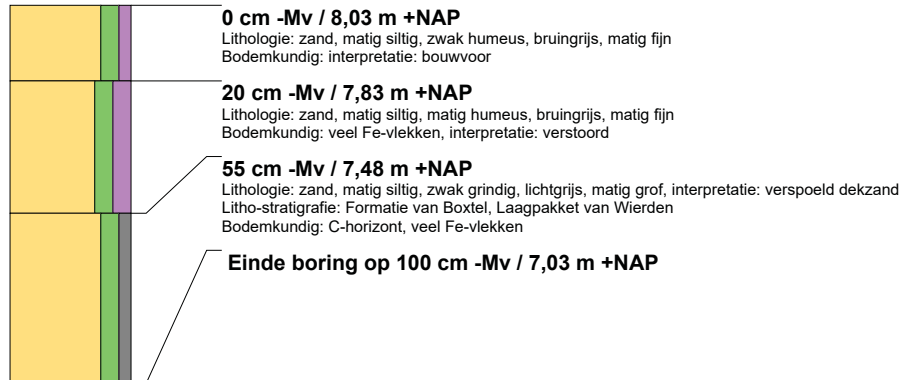 0 cm -Mv / 8,03 m +NAP
Lithologie: zand, matig siltig, zwak humeus, bruingrijs, matig fijn
Bodemkundig: interpretatie: bouwvoor
20 cm -Mv / 7,83 m +NAP
Lithologie: zand, matig siltig, matig humeus, bruingrijs, matig fijn
Bodemkundig: veel Fe-vlekken, interpretatie: verstoord
55 cm -Mv / 7,48 m +NAP
Lithologie: zand, matig siltig, zwak grindig, lichtgrijs, matig grof, interpretatie: verspoeld dekzand
Litho-stratigrafie: Formatie van Boxtel, Laagpakket van Wierden
Bodemkundig: C-horizont, veel Fe-vlekken
Einde boring op 100 cm -Mv / 7,03 m +NAP